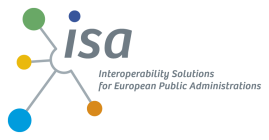 isa
Interoperability Solutions
for European Public Administrations